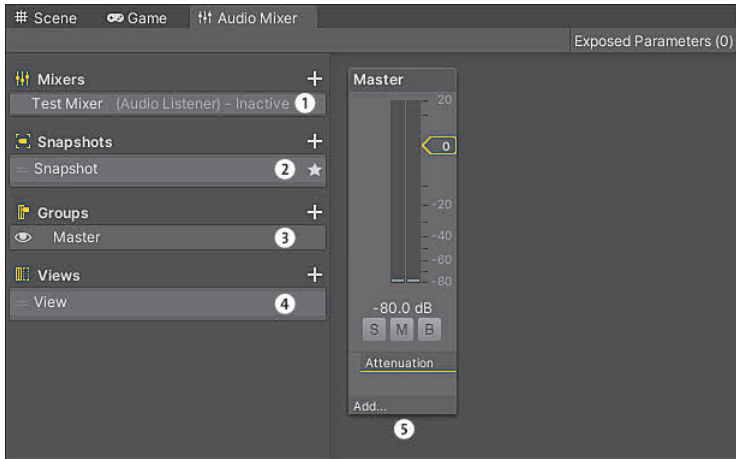 Scene Game Audio Mixer
Exposed Parameters (0)
Mixers
Test Mixer (Audio Listener) - Inactive 1
Snapshots
Snapshot 2
Groups
Master 3
Views
View 4
Master
20
0
-20
-40
-60
-80
-80.0 dB
S M B
Attenuation
Add...
5